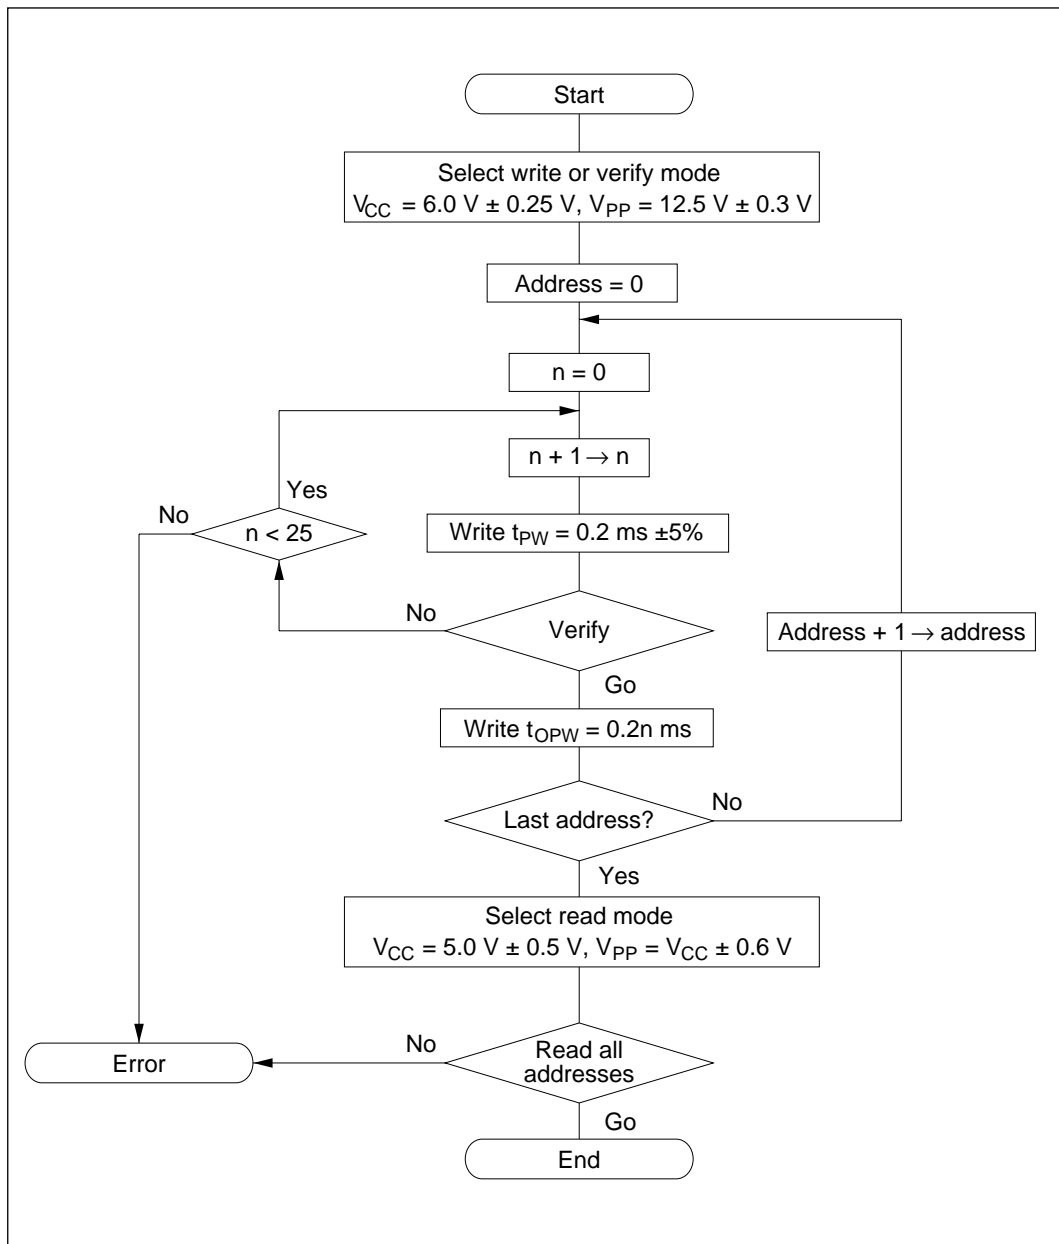 Start
Select write or verify mode
VCC = 6.0 V ± 0.25 V, VPP = 12.5 V ± 0.3 V
Address = 0
n = 0
n + 1 → n
Yes
No
n < 25
Write tPW = 0.2 ms ±5%
No
Verify
Address + 1 → address
Go
Write tOPW = 0.2n ms
No
Last address?
Yes
Select read mode
VCC = 5.0 V ± 0.5 V, VPP = VCC ± 0.6 V
No
Error
Read all
addresses
Go
End